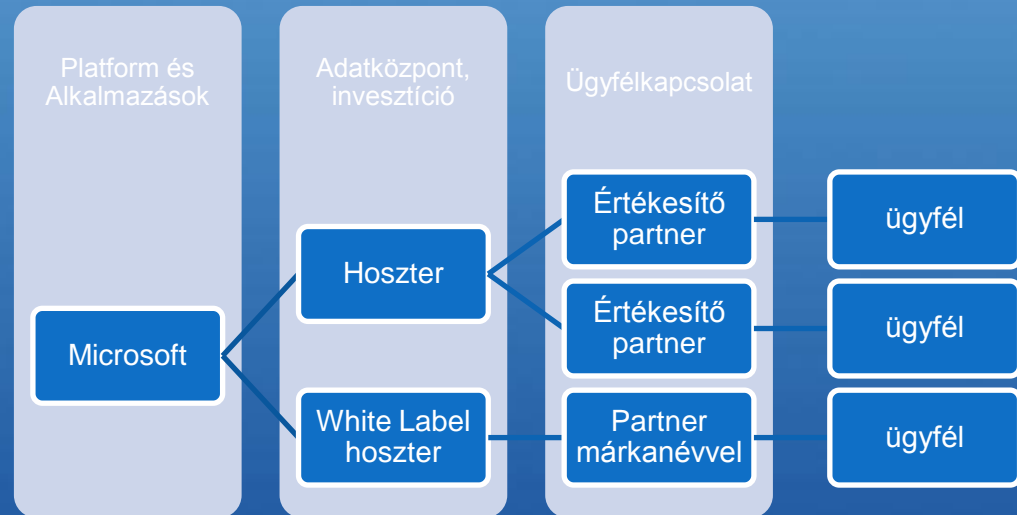 Platform és
Alkalmazások
Adatközpont,
invesztíció
Ügyfélkapcsolat
Microsoft
Hoszter
White Label
hoszter
Értékesítő
partner
Értékesítő
partner
Partner
márkanévvel
ügyfél
ügyfél
ügyfél